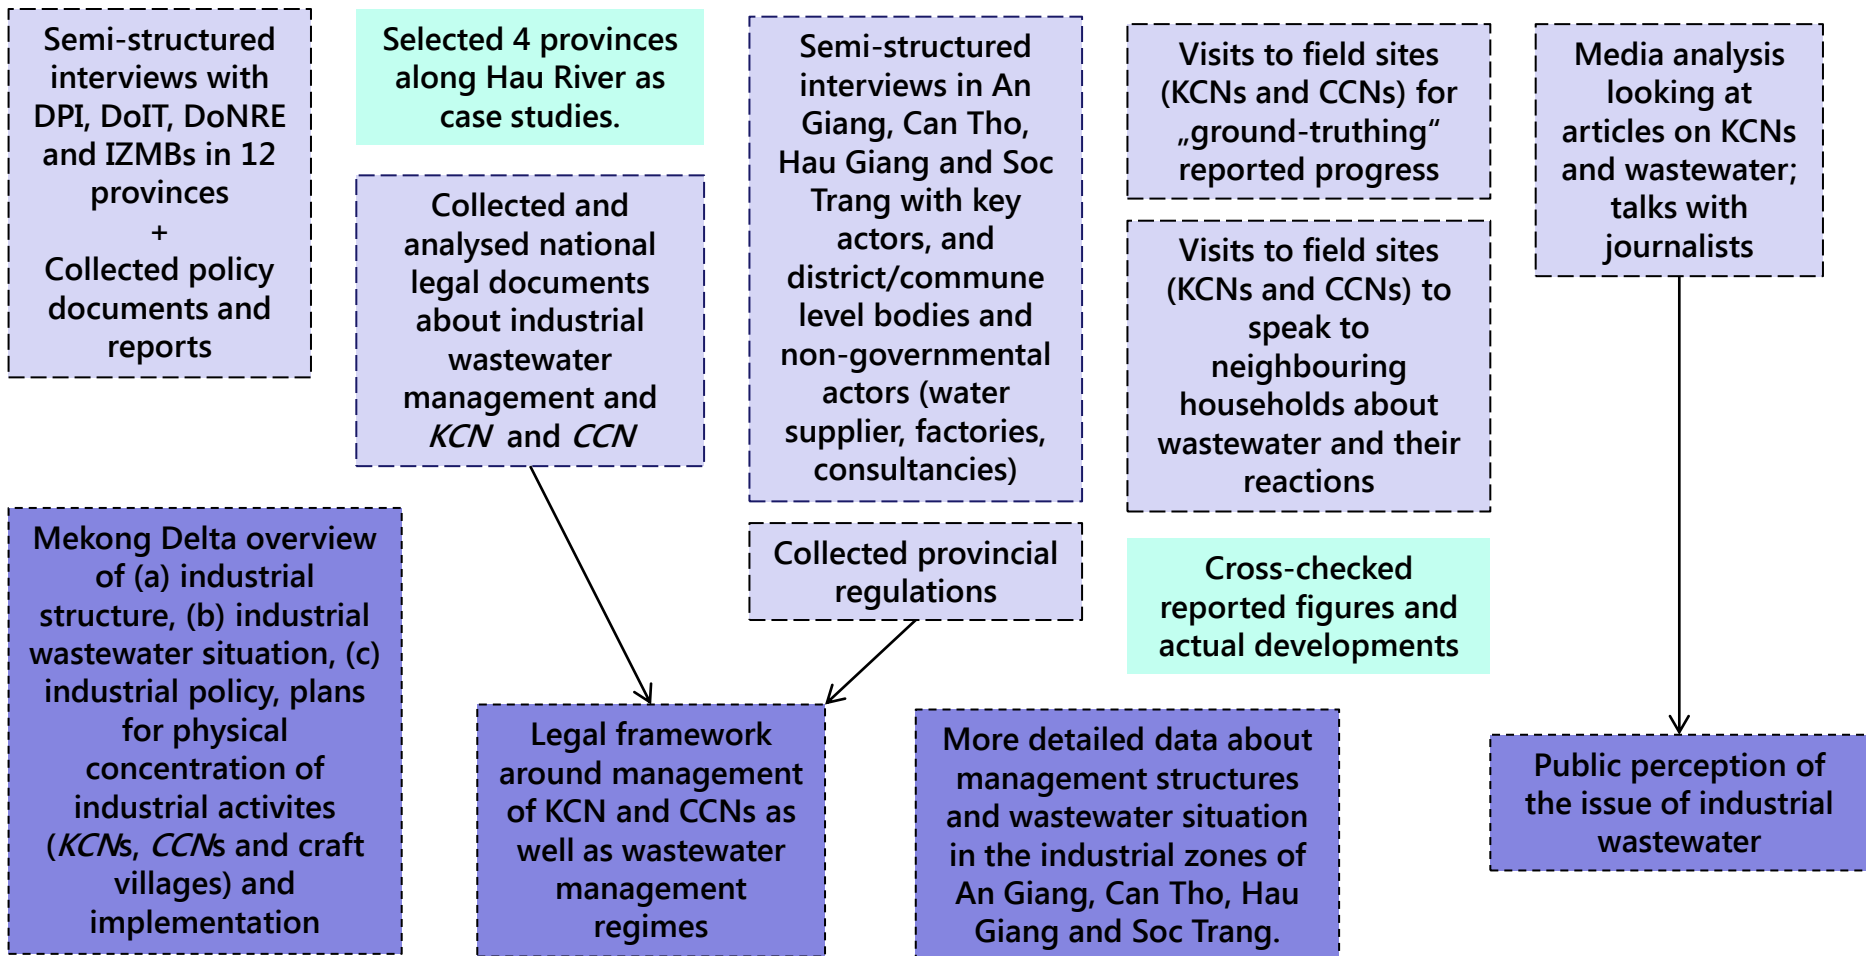 Semi-structured
interviews with
DPI, DoIT, DoNRE
and IZMBs in 12
provinces
+
Collected policy
documents and
reports
Selected 4 provinces
along Hau River as
case studies.
Collected and
analysed national
legal documents
about industrial
wastewater
management and
KCN and CCN
Semi-structured
interviews in An
Giang, Can Tho,
Hau Giang and Soc
Trang with key
actors, and
district/commune
level bodies and
non-governmental
actors (water
supplier, factories,
consultancies)
Collected provincial
regulations
Visits to field sites
(KCNs and CCNs) for
„ground-truthing“
reported progress
Visits to field sites
(KCNs and CCNs) to
speak to
neighbouring
households about
wastewater and their
reactions
Cross-checked
reported figures and
actual developments
Media analysis
looking at
articles on KCNs
and wastewater;
talks with
journalists
Mekong Delta overview
of (a) industrial
structure, (b) industrial
wastewater situation, (c)
industrial policy, plans
for physical
concentration of
industrial activites
(KCNs, CCNs and craft
villages) and
implementation
Legal framework
around management
of KCN and CCNs as
well as wastewater
management
regimes
More detailed data about
management structures
and wastewater situation
in the industrial zones of
An Giang, Can Tho, Hau
Giang and Soc Trang.
Public perception of
the issue of industrial
wastewater